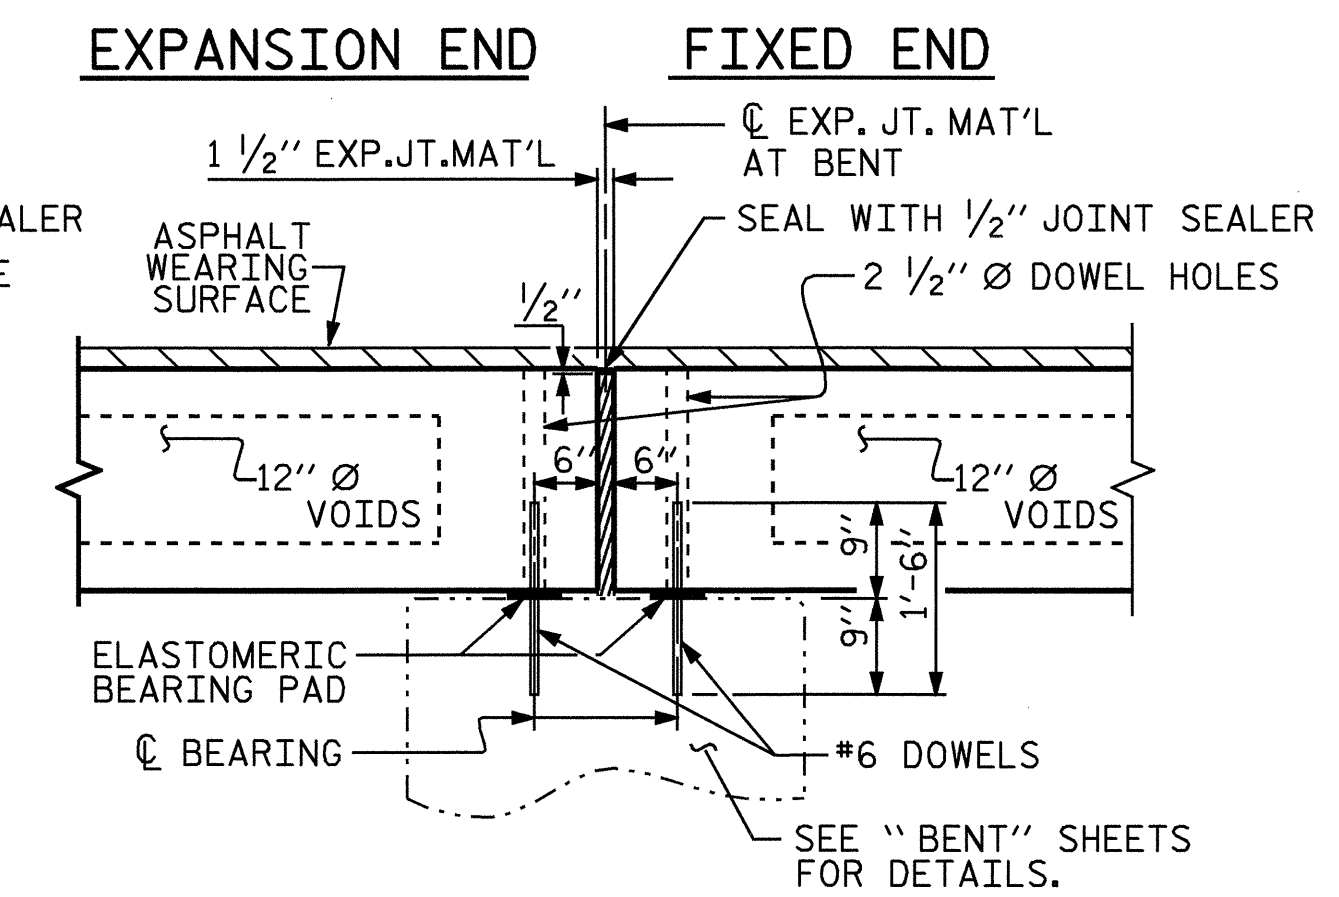 EXPANSION END
FIXED END
℄ EXP. JT. MAT'L
AT BENT
1 1/2" EXP.JT.MAT'L
ALER
SEAL WITH 1/2" JOINT SEALER
ASPHALT
WEARING
SURFACE
E
2 1/2" Ø DOWEL HOLES
1/2"
6"
6"
12" Ø
VOIDS
12" Ø
VOIDS
9"
1'-6"
9"
ELASTOMERIC
BEARING PAD
℄ BEARING
#6 DOWELS
SEE "BENT" SHEETS
FOR DETAILS.